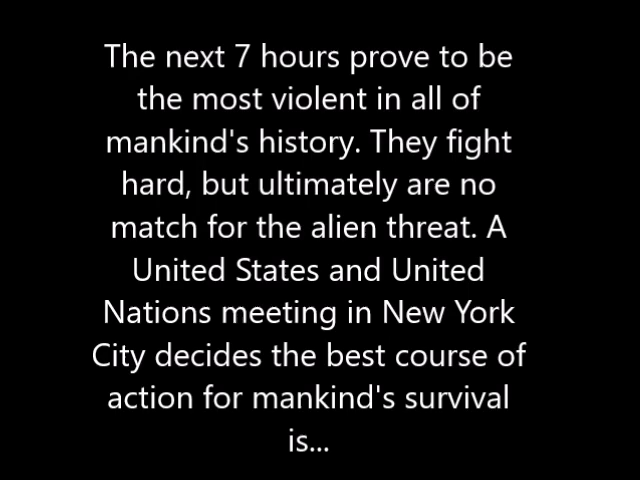 The next 7 hours prove to be
the most violent in all of
mankind's history. They fight
hard, but ultimately are no
match for the alien threat. A
United States and United
Nations meeting in New York
City decides the best course of
action for mankind's survival
is...